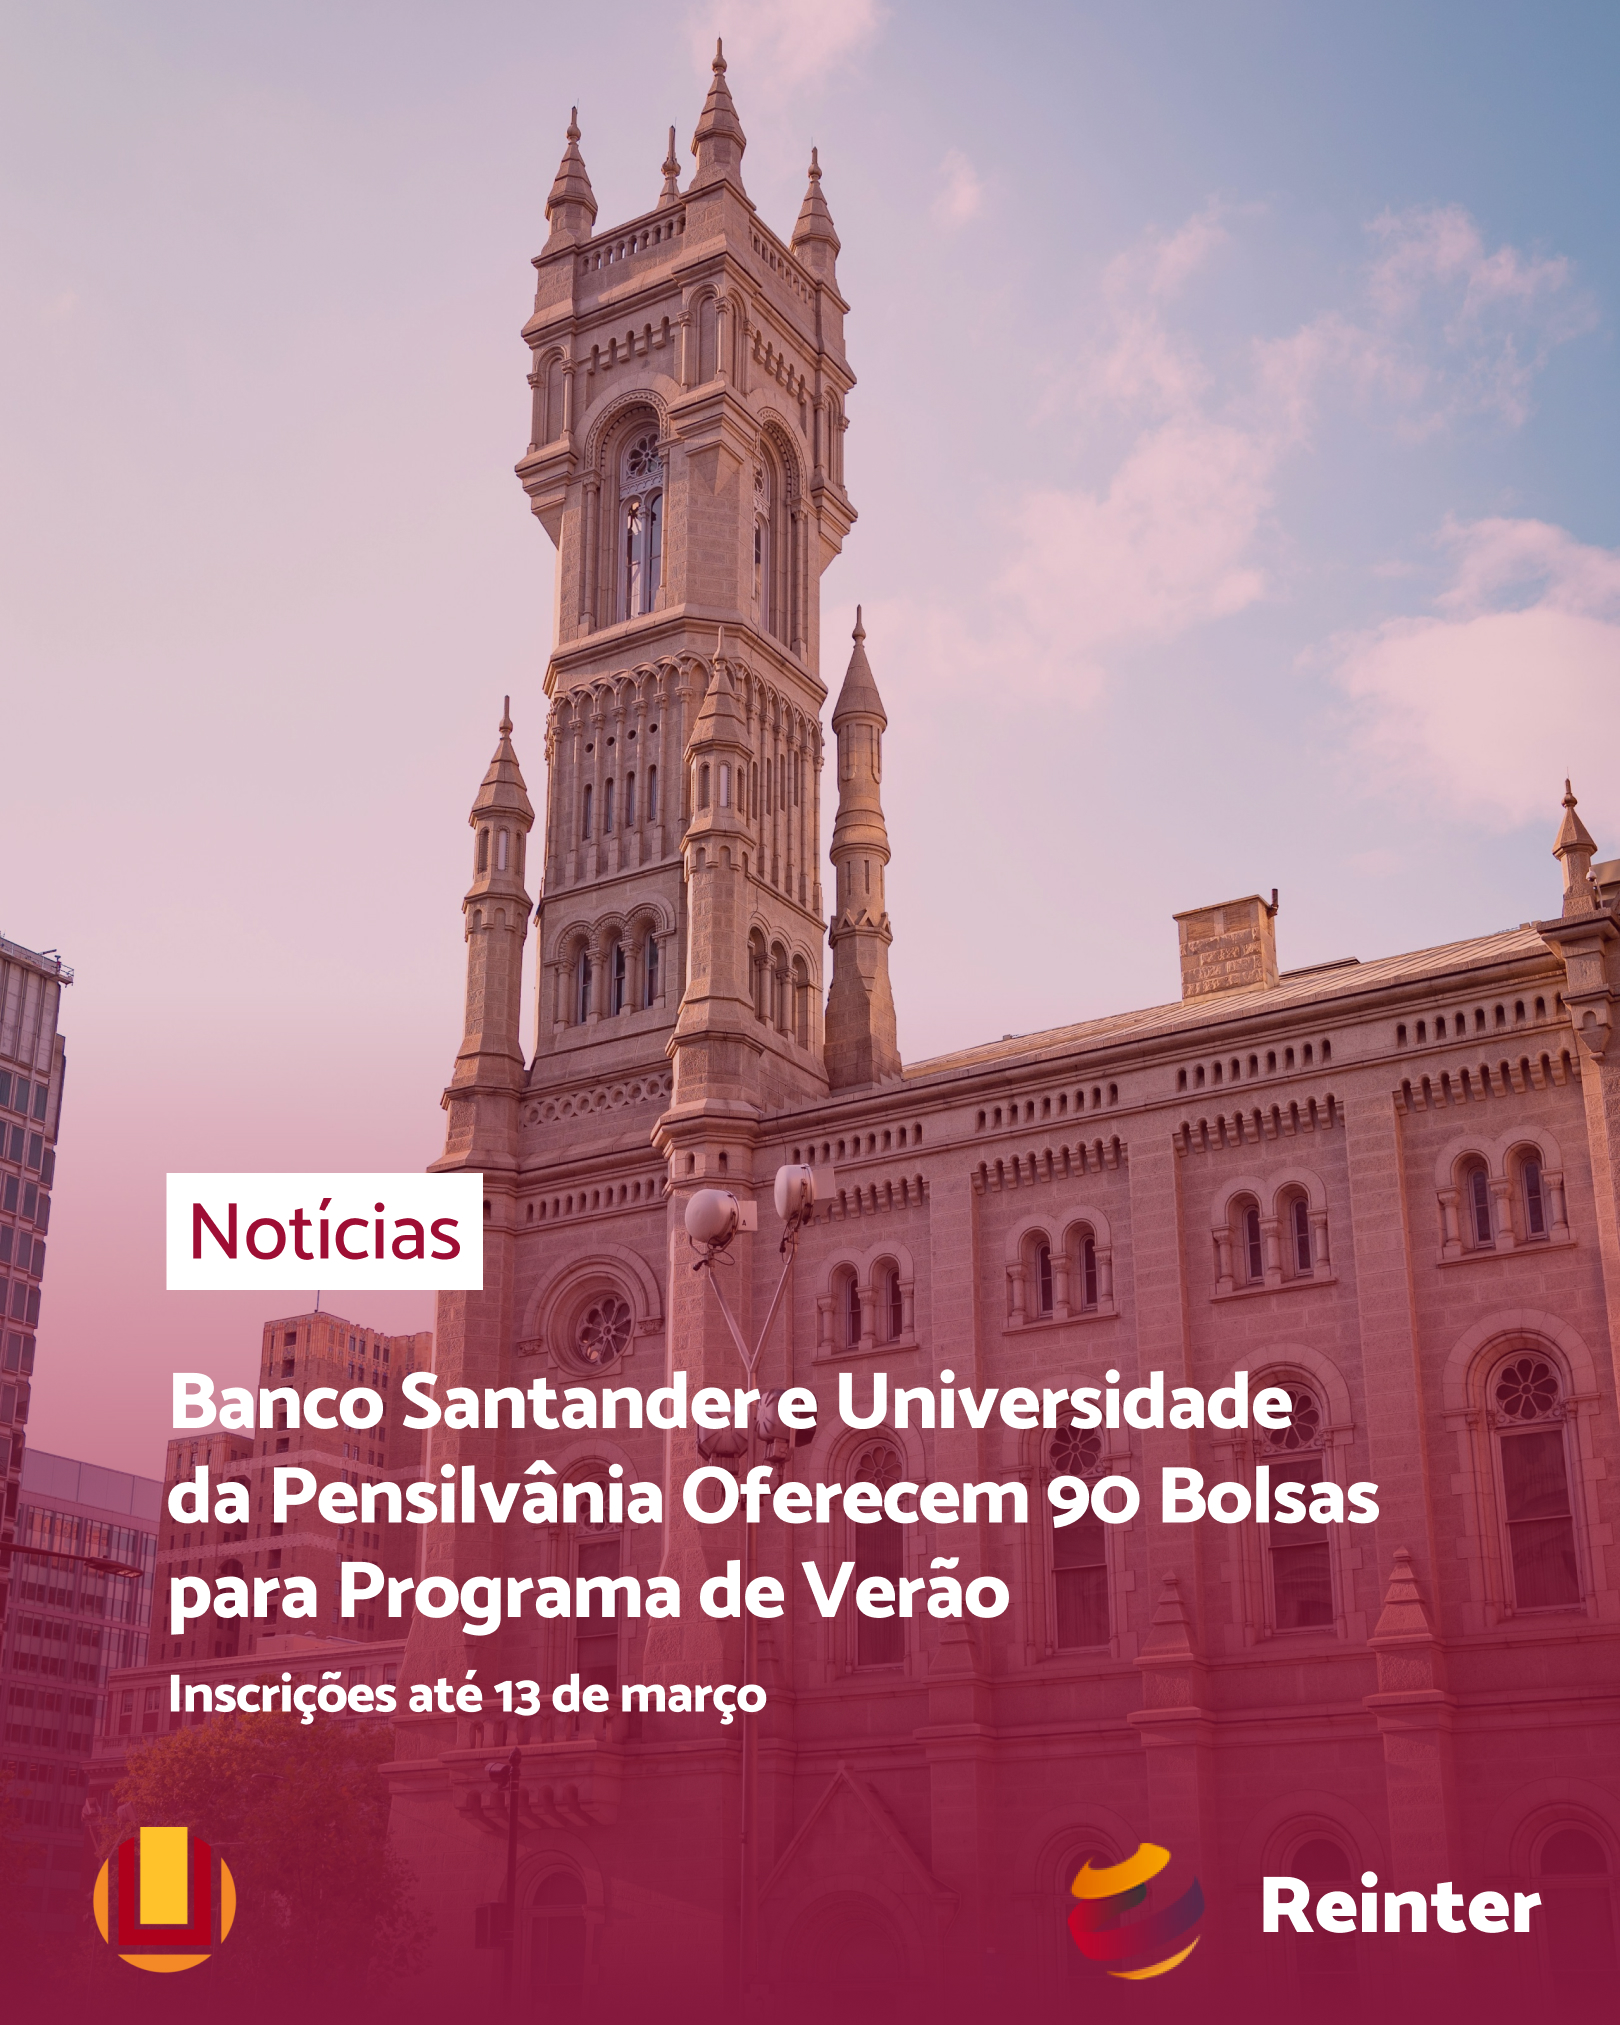 Notícias
Banco Santander e Universidade
da Pensilvânia Oferecem 90 Bolsas
para Programa de Verão
Inscrições até 13 de março
Reinter